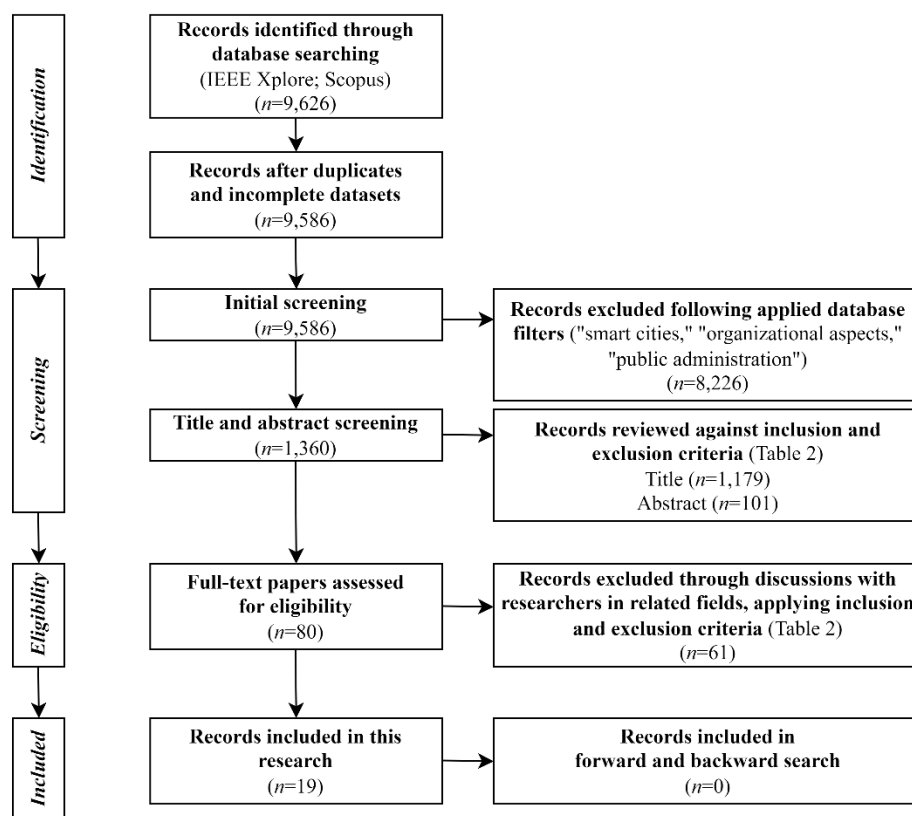 Identification
Records identified through
database searching
(IEEE Xplore; Scopus)
(n=9,626)
Records after duplicates
and incomplete datasets
(n=9,586)
Screening
Initial screening
(n=9,586)
Records excluded following applied database
filters ("smart cities," "organizational aspects,"
"public administration")
(n=8,226)
Title and abstract screening
(n=1,360)
Records reviewed against inclusion and
exclusion criteria (Table 2)
Title (n=1,179)
Abstract (n=101)
Eligibility
Full-text papers assessed
for eligibility
(n=80)
Records excluded through discussions with
researchers in related fields, applying inclusion
and exclusion criteria (Table 2)
(n=61)
Included
Records included in this
research
(n=19)
Records included in
forward and backward search
(n=0)